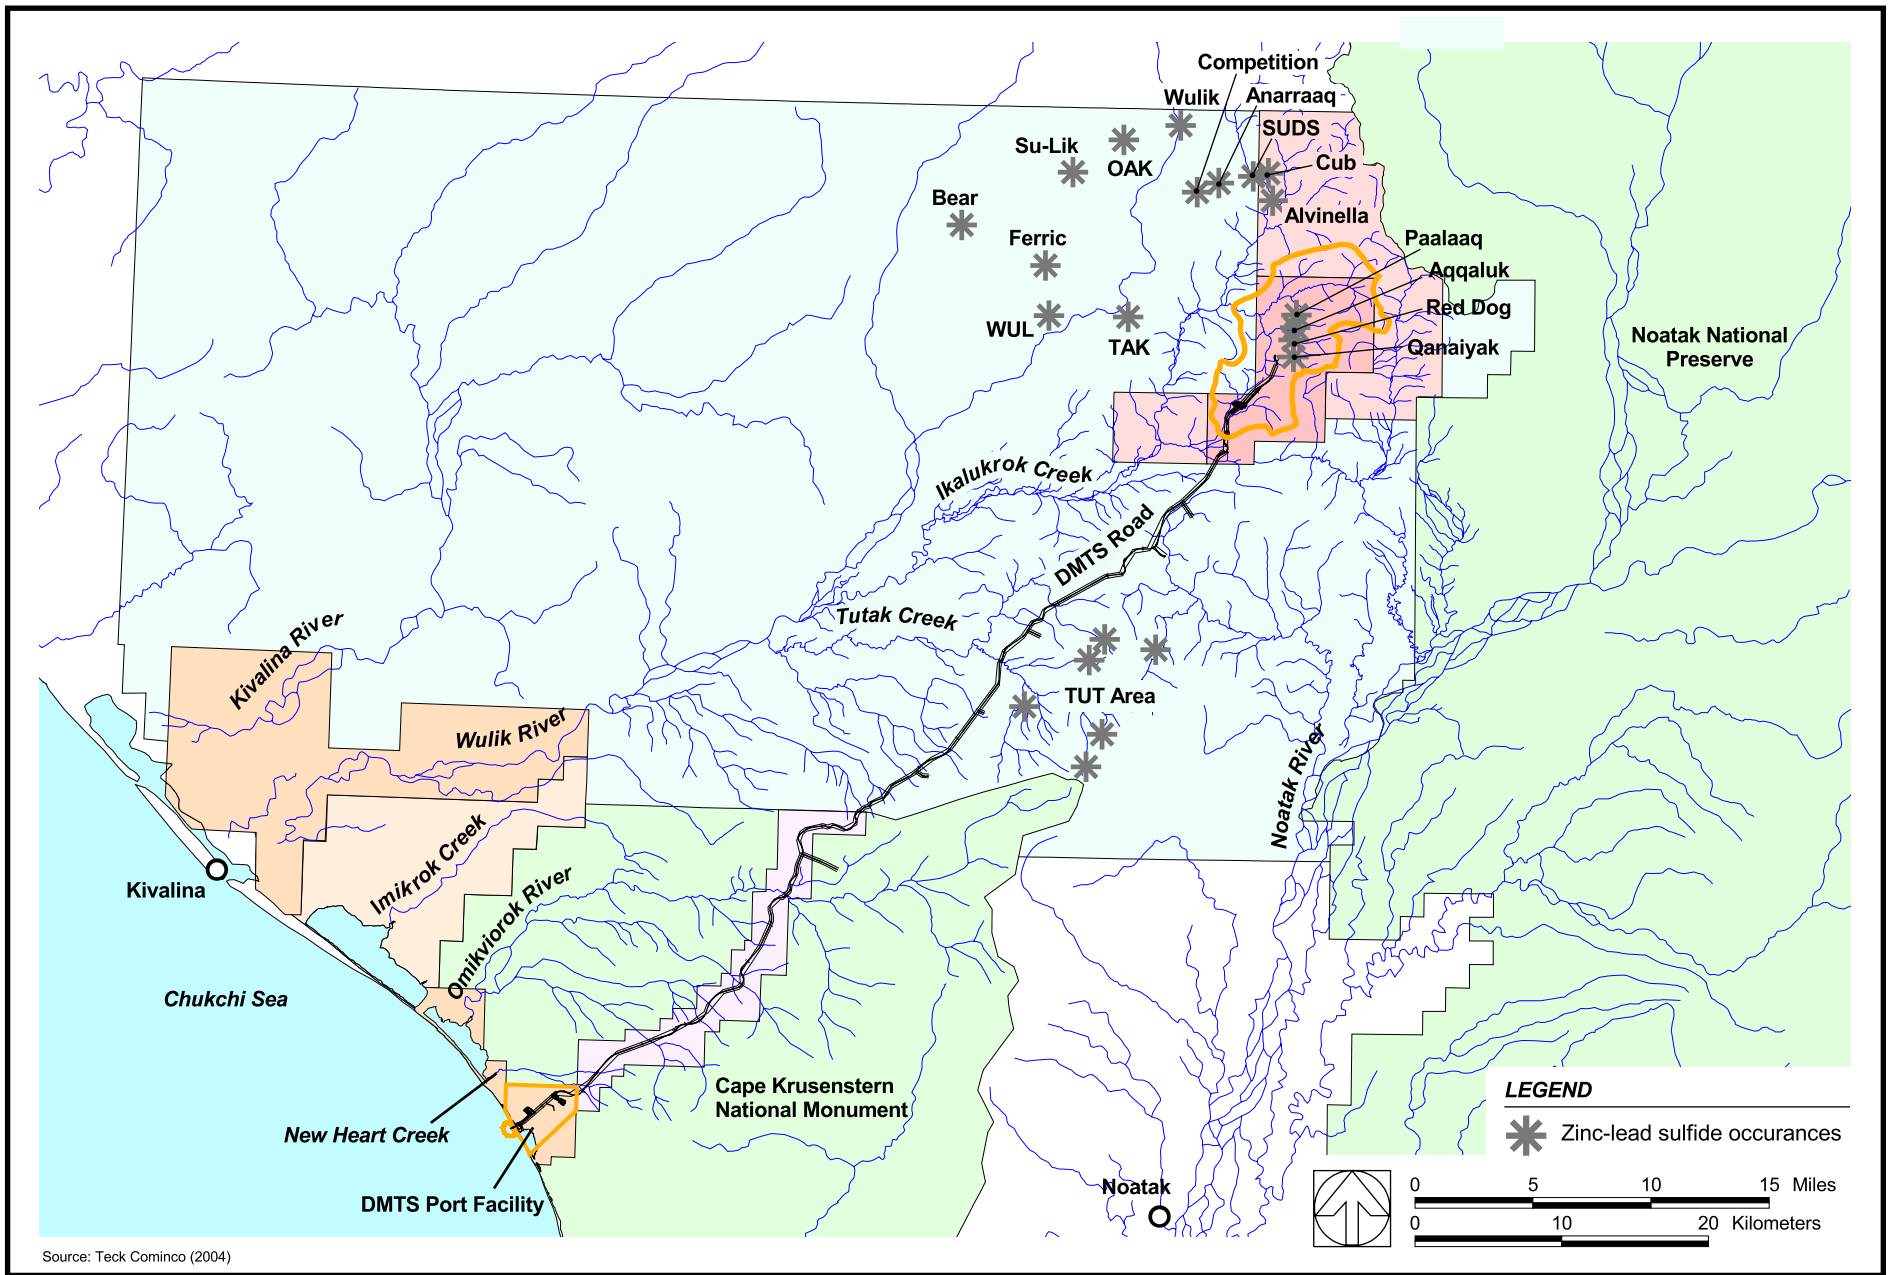 Competition
Wulik
Anarraaq
SUDS
Su-Lik
OAK
Cub
Bear
Alvinella
Ferric
Paalaaq
Aqqaluk
Red Dog
WUL
TAK
Qanaiyak
Noatak National
Preserve
Ikalukrok Creek
DMTS Road
Tutak Creek
Kivalina River
TUT Area
Wulik River
Noatak River
Imikrok Creek
Kivalina
Omikviorok River
Chukchi Sea
Cape Krusenstern
National Monument
New Heart Creek
DMTS Port Facility
Noatak
LEGEND
Zinc-lead sulfide occurances
0 5 10 15 Miles
0 10 20 Kilometers
Source: Teck Cominco (2004)